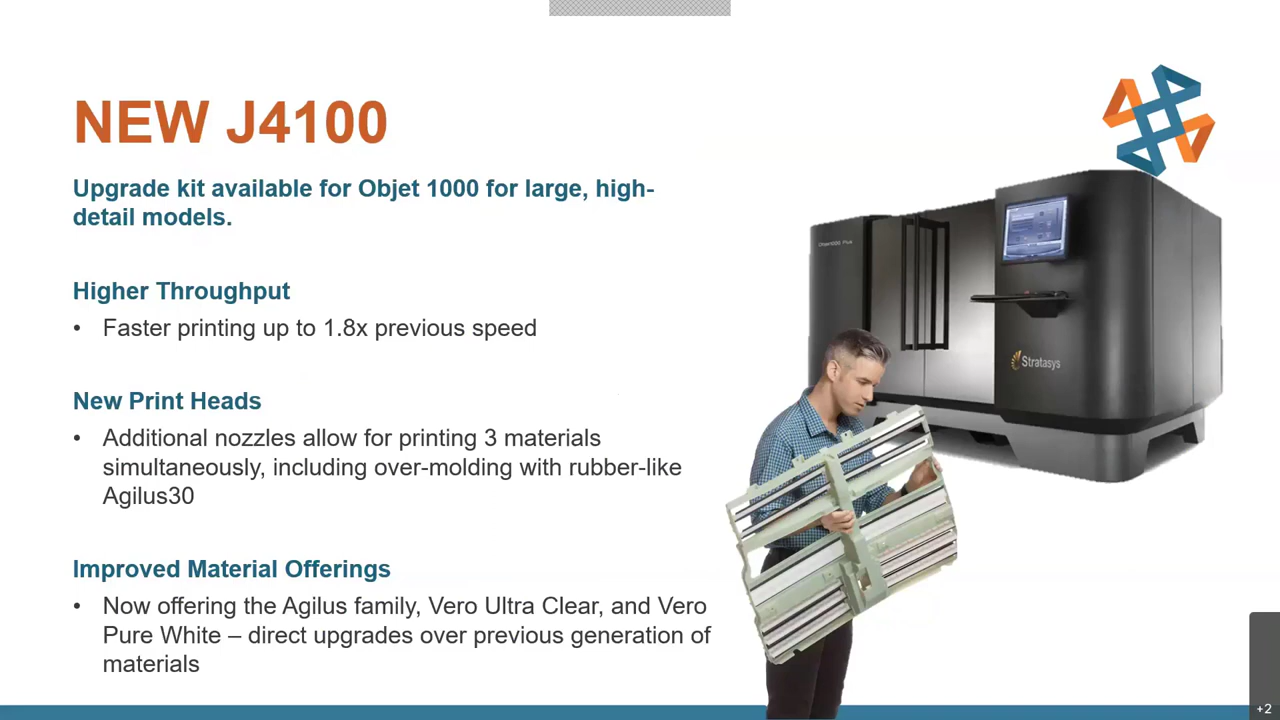 NEW J4100
Upgrade kit available for Objet 1000 for large, high-
detail models.
Higher Throughput
• Faster printing up to 1.8x previous speed
New Print Heads
• Additional nozzles allow for printing 3 materials
simultaneously, including over-molding with rubber-like
Agilus30
Improved Material Offerings
• Now offering the Agilus family, Vero Ultra Clear, and Vero
Pure White – direct upgrades over previous generation of
materials
Objet1000 Plus
Stratasys
+2